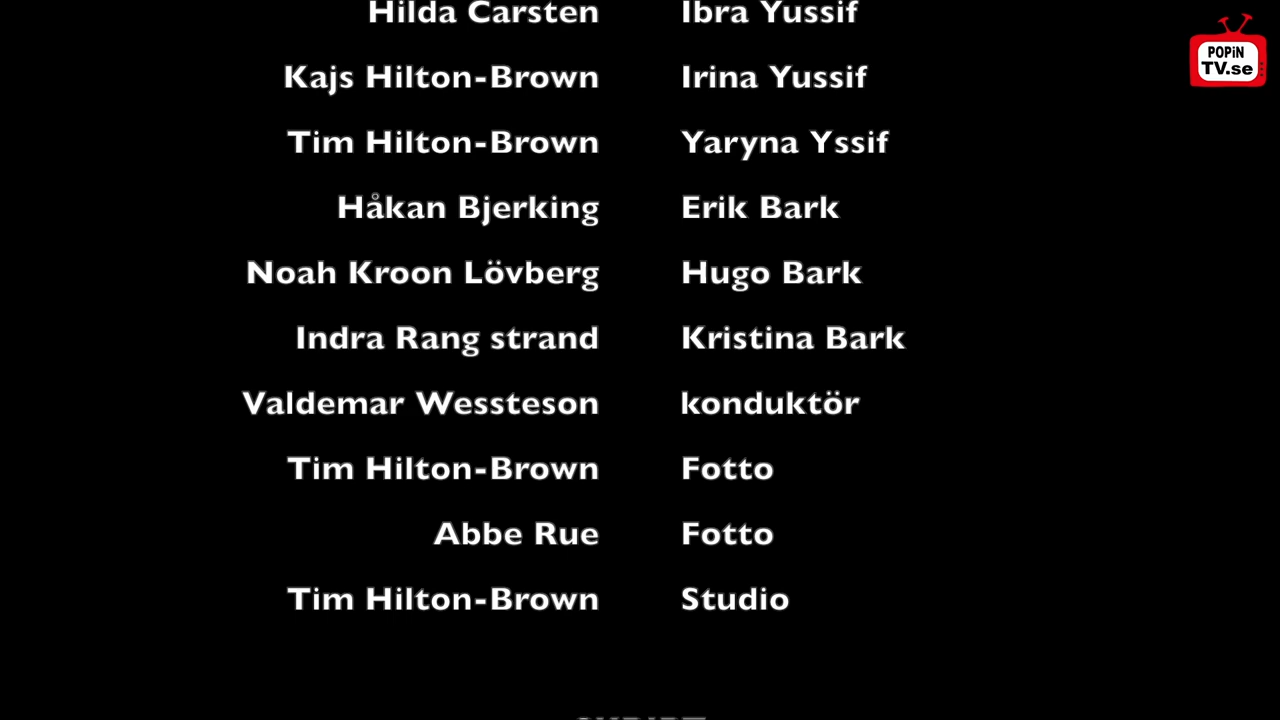 Hilda Carsten Ibra Yussif
Kajs Hilton-Brown Irina Yussif
Tim Hilton-Brown Yaryna Yssif
Håkan Bjerking Erik Bark
Noah Kroon Lövberg Hugo Bark
Indra Rang strand Kristina Bark
Valdemar Wessteson konduktör
Tim Hilton-Brown Fotto
Abbe Rue Fotto
Tim Hilton-Brown Studio
POPiN
TV.se